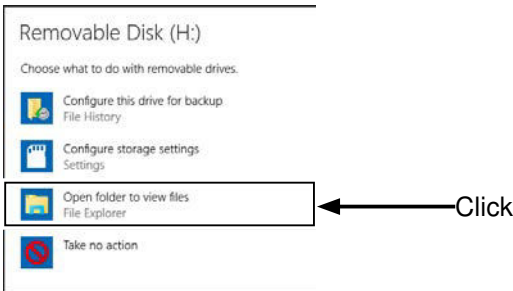 Removable Disk (H:)
Choose what to do with removable drives.
Configure this drive for backup
File History
Configure storage settings
Settings
Open folder to view files
File Explorer
Click
Take no action